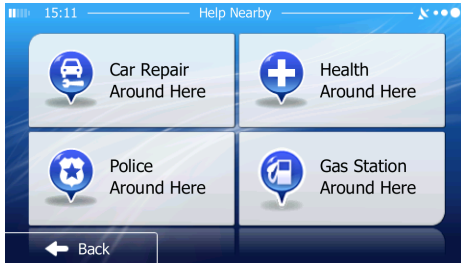 15:11 Help Nearby
Car Repair
Around Here
Health
Around Here
Police
Around Here
Gas Station
Around Here
Back